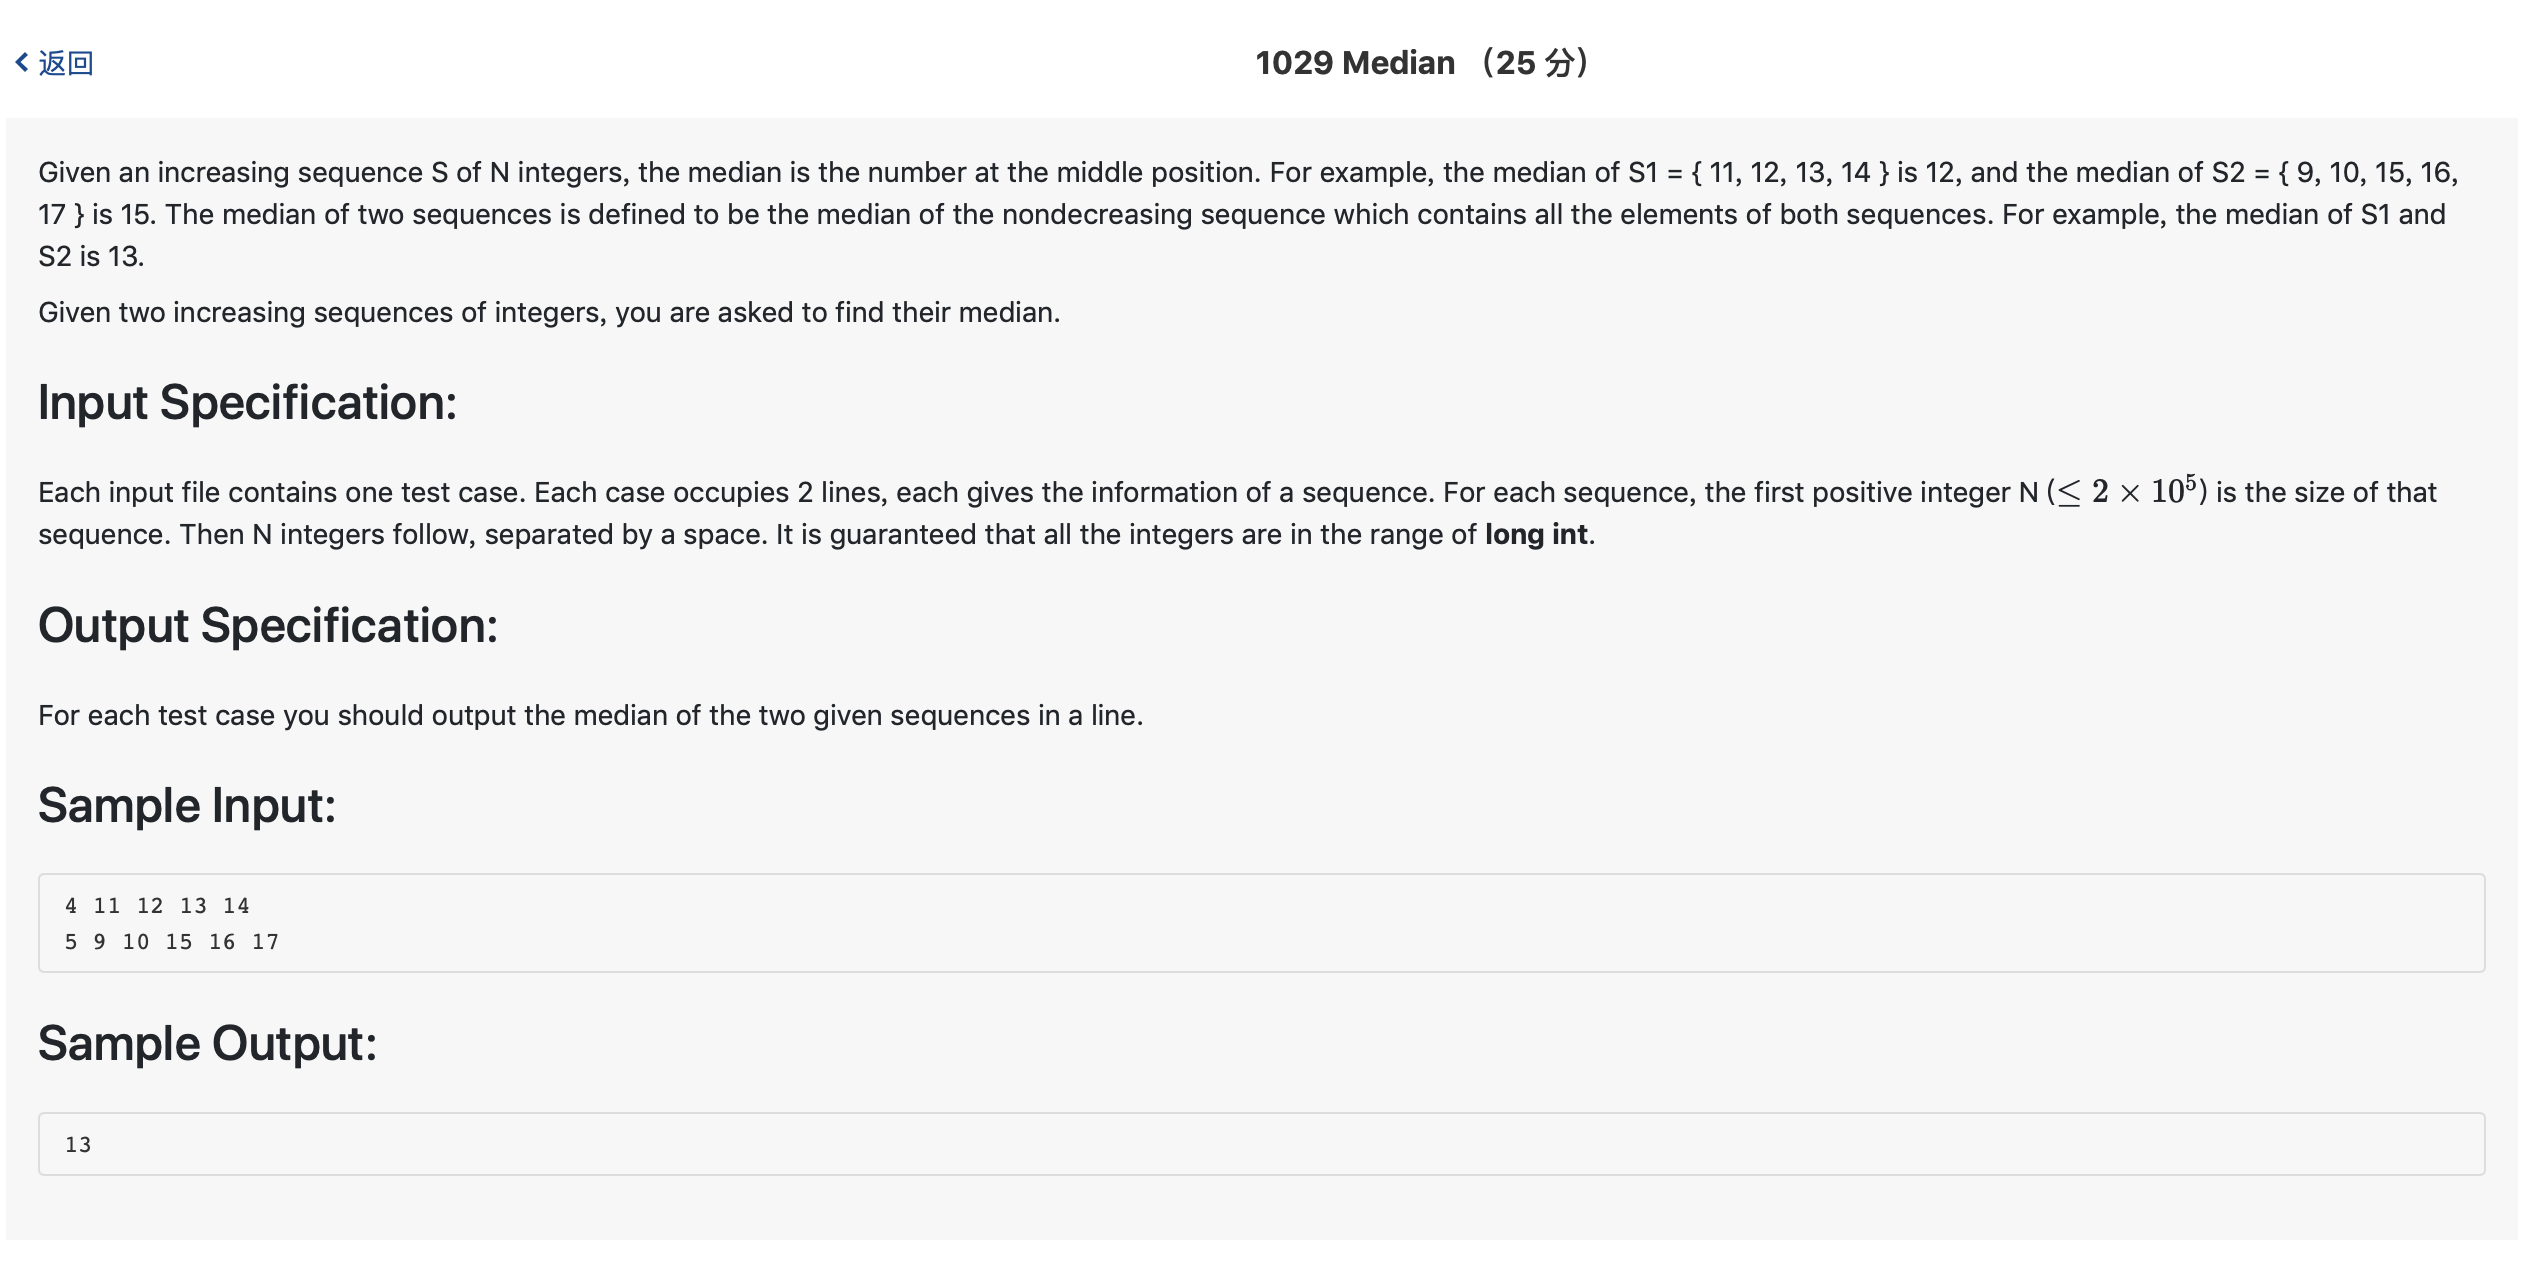 返回
1029 Median （25 分）
Given an increasing sequence S of N integers, the median is the number at the middle position. For example, the median of S1 = { 11, 12, 13, 14 } is 12, and the median of S2 = { 9, 10, 15, 16,
17 } is 15. The median of two sequences is defined to be the median of the nondecreasing sequence which contains all the elements of both sequences. For example, the median of S1 and
S2 is 13.
Given two increasing sequences of integers, you are asked to find their median.
Input Specification:
Each input file contains one test case. Each case occupies 2 lines, each gives the information of a sequence. For each sequence, the first positive integer N (≤ 2 × 10⁵) is the size of that
sequence. Then N integers follow, separated by a space. It is guaranteed that all the integers are in the range of long int.
Output Specification:
For each test case you should output the median of the two given sequences in a line.
Sample Input:
4 11 12 13 14
5 9 10 15 16 17
Sample Output:
13